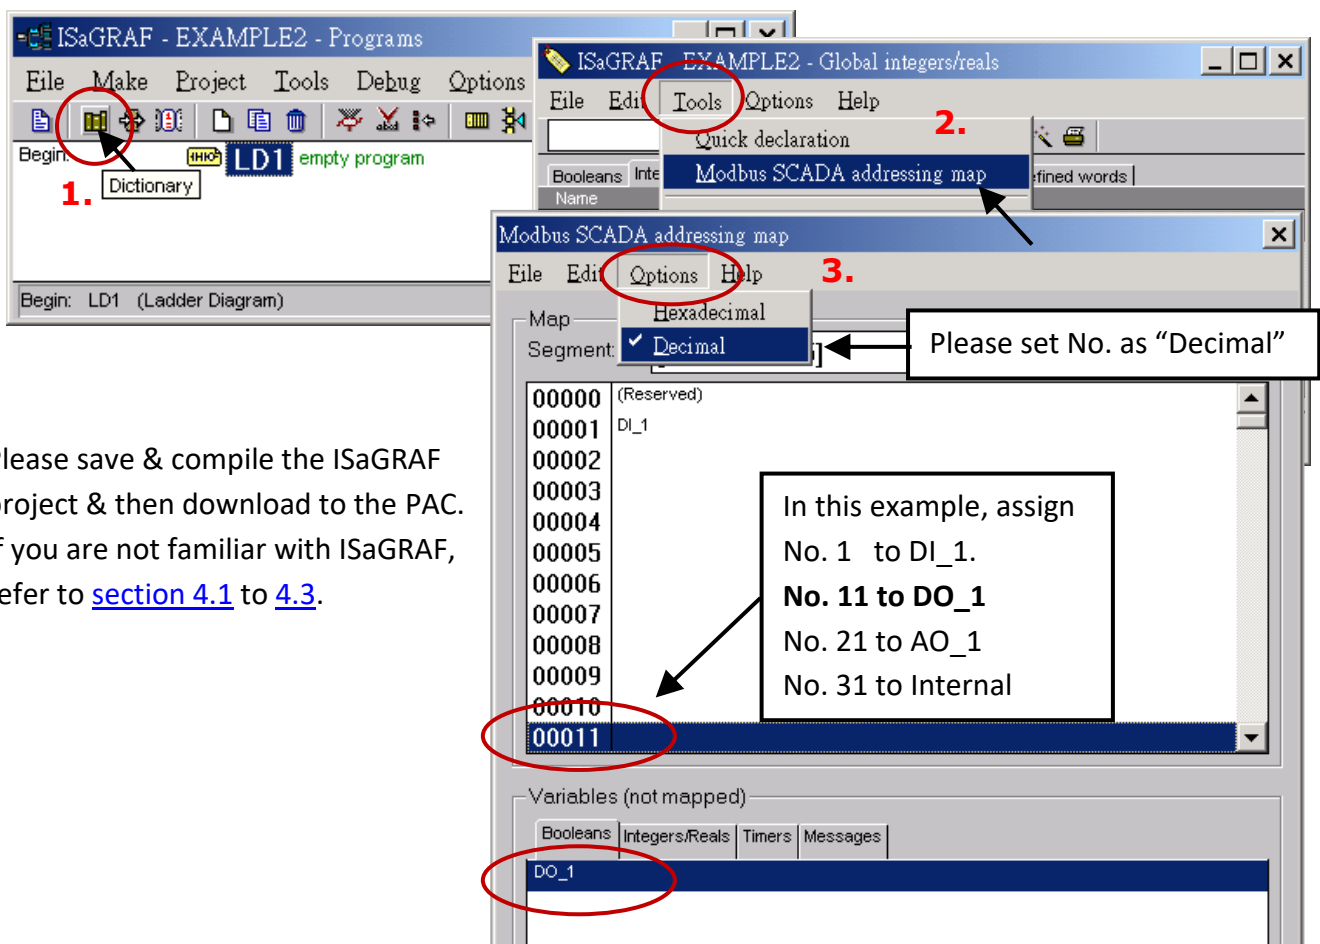 ISaGRAF - EXAMPLE2 - Programs
File Make Project Tools Debug Options
Begin: LD1 empty program
Dictionary
1.
Begin: LD1 (Ladder Diagram)
ISaGRAF - EXAMPLE2 - Global integers/reals
File Edit Tools Options Help
2.
Quick declaration
Modbus SCADA addressing map
Booleans Inte fined words
Name
Modbus SCADA addressing map
File Edit Options Help
3.
Hexadecimal
Decimal
Map
Segment:
Please set No. as “Decimal”
00000 (Reserved)
00001 DI_1
00002
00003
00004
00005
00006
00007
00008
00009
00010
00011
In this example, assign
No. 1 to DI_1.
No. 11 to DO_1
No. 21 to AO_1
No. 31 to Internal
lease save & compile the ISaGRAF
project & then download to the PAC.
f you are not familiar with ISaGRAF,
efer to section 4.1 to 4.3.
Variables (not mapped)
Booleans Integers/Reals Timers Messages
DO_1